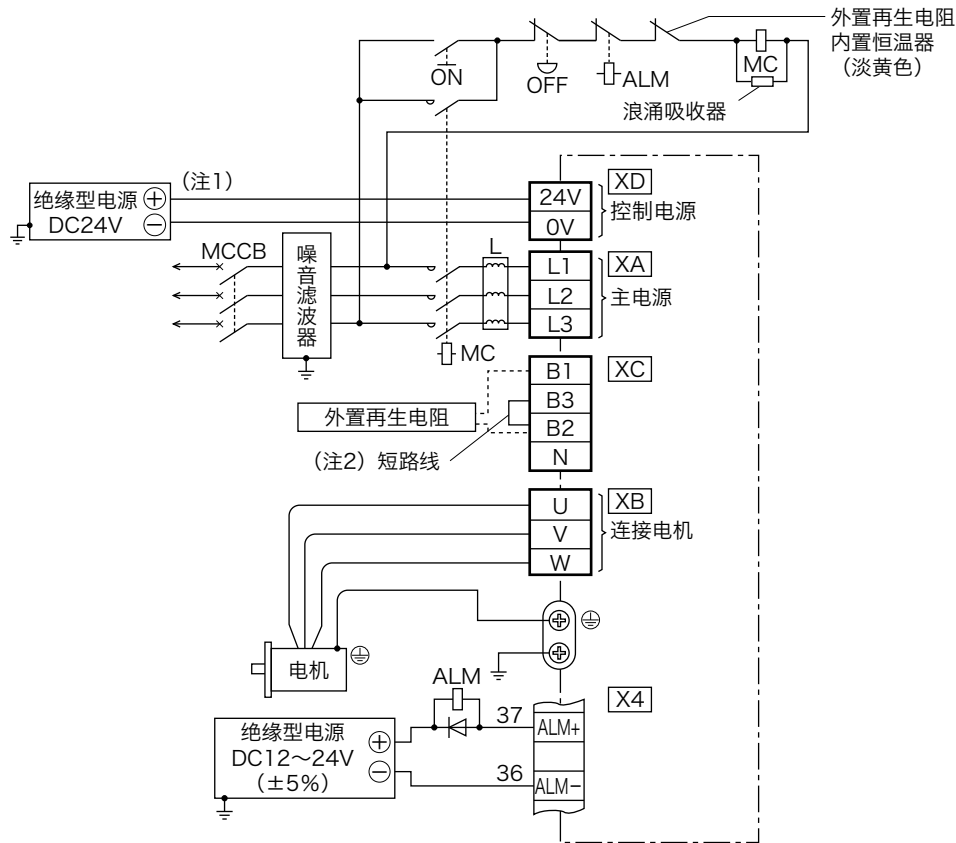 外置再生电阻
内置恒温器
（淡黄色）
ON
OFF
ALM
MC
浪涌吸收器
(注1)
绝缘型电源
DC24V
24V
0V
XD
控制电源
MCCB
噪音滤波器
L
L1
L2
L3
XA
主电源
MC
B1
B3
B2
N
XC
外置再生电阻
(注2) 短路线
U
V
W
XB
连接电机
电机
ALM
绝缘型电源
DC12～24V
(±5%)
37
36
ALM+
ALM−
X4